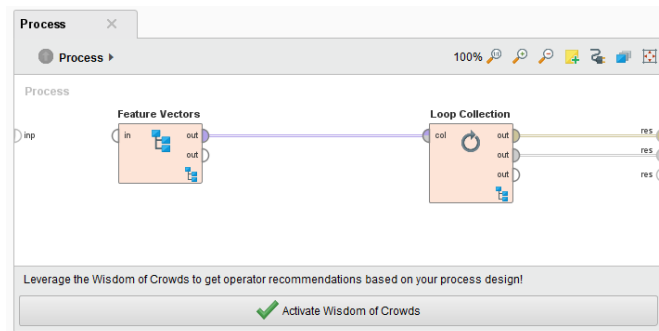 Process
Process
100%
Process
Feature Vectors
Loop Collection
inp
in
out
out
col
out
out
out
res
res
res
Leverage the Wisdom of Crowds to get operator recommendations based on your process design!
Activate Wisdom of Crowds